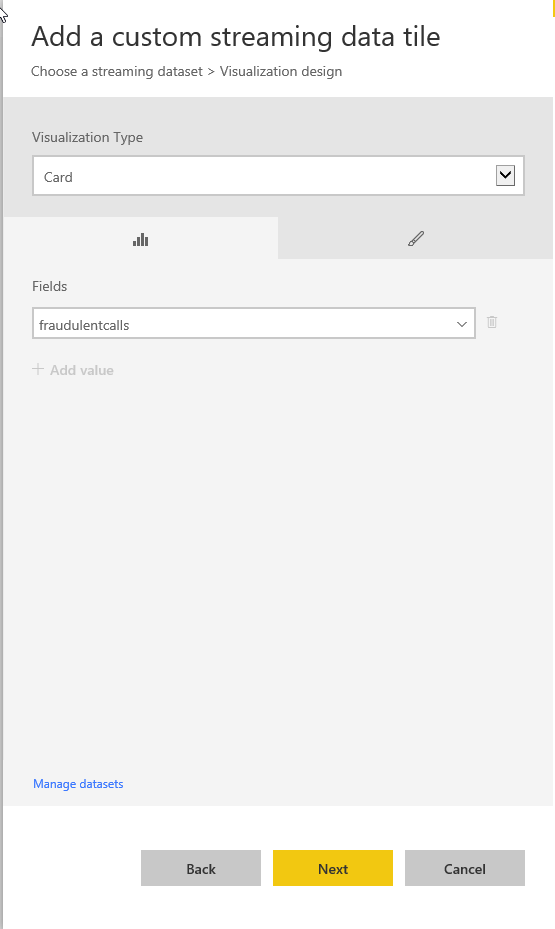 Add a custom streaming data tile
Choose a streaming dataset > Visualization design
Visualization Type
Card
Fields
fraudulentcalls
+ Add value
Manage datasets
Back Next Cancel